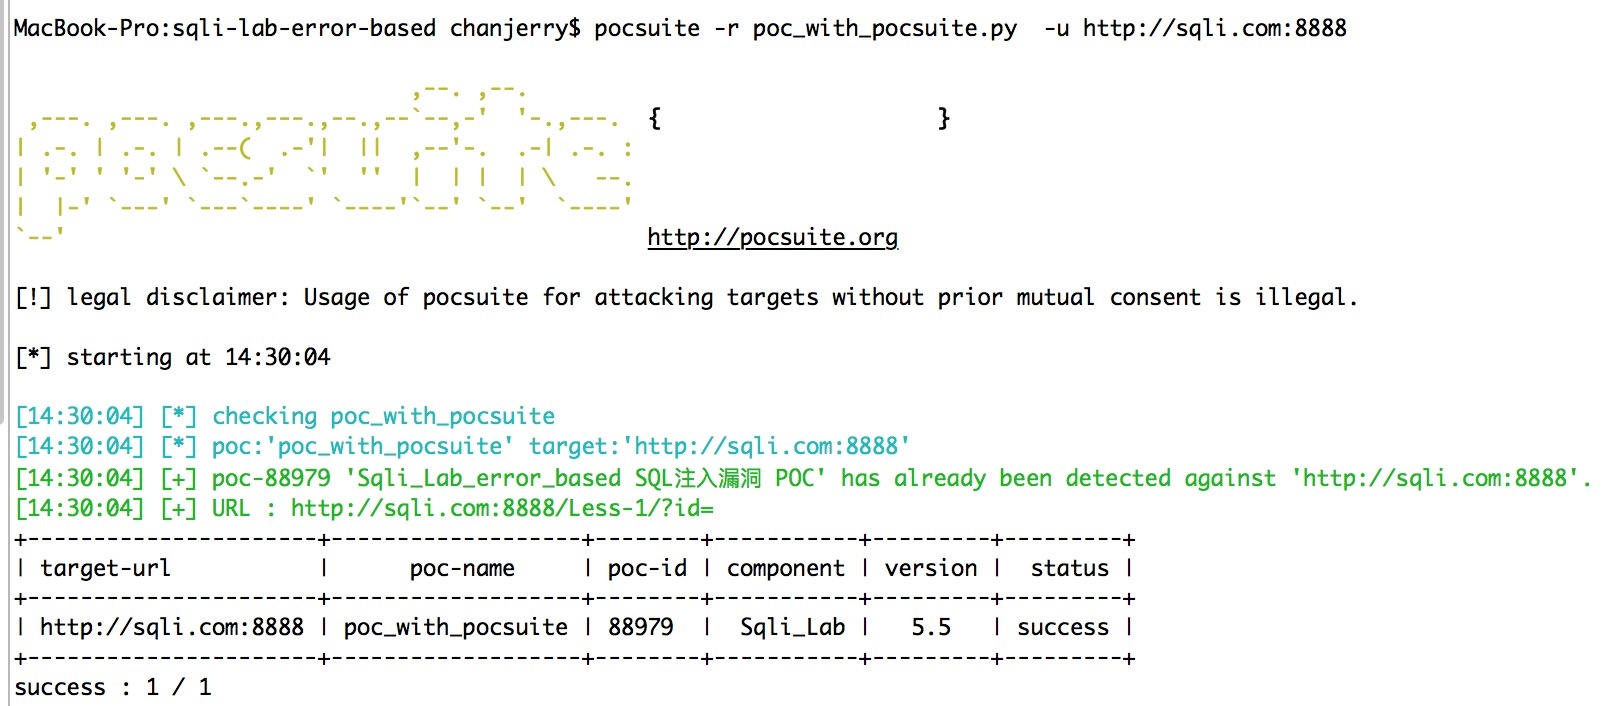 MacBook-Pro:sqli-lab-error-based chanjerry$ pocsuite -r poc_with_pocsuite.py  -u http://sqli.com:8888
pocsuite { }
http://pocsuite.org
[!] legal disclaimer: Usage of pocsuite for attacking targets without prior mutual consent is illegal.
[*] starting at 14:30:04
[14:30:04] [*] checking poc_with_pocsuite
[14:30:04] [*] poc:'poc_with_pocsuite' target:'http://sqli.com:8888'
[14:30:04] [+] poc-88979 'Sqli_Lab_error_based SQL注入漏洞 POC' has already been detected against 'http://sqli.com:8888'.
[14:30:04] [+] URL : http://sqli.com:8888/Less-1/?id=
+-----------------------+-------------------+--------+-----------+---------+---------+
| target-url | poc-name | poc-id | component | version | status |
+-----------------------+-------------------+--------+-----------+---------+---------+
| http://sqli.com:8888 | poc_with_pocsuite | 88979 | Sqli_Lab | 5.5 | success |
+-----------------------+-------------------+--------+-----------+---------+---------+
success : 1 / 1